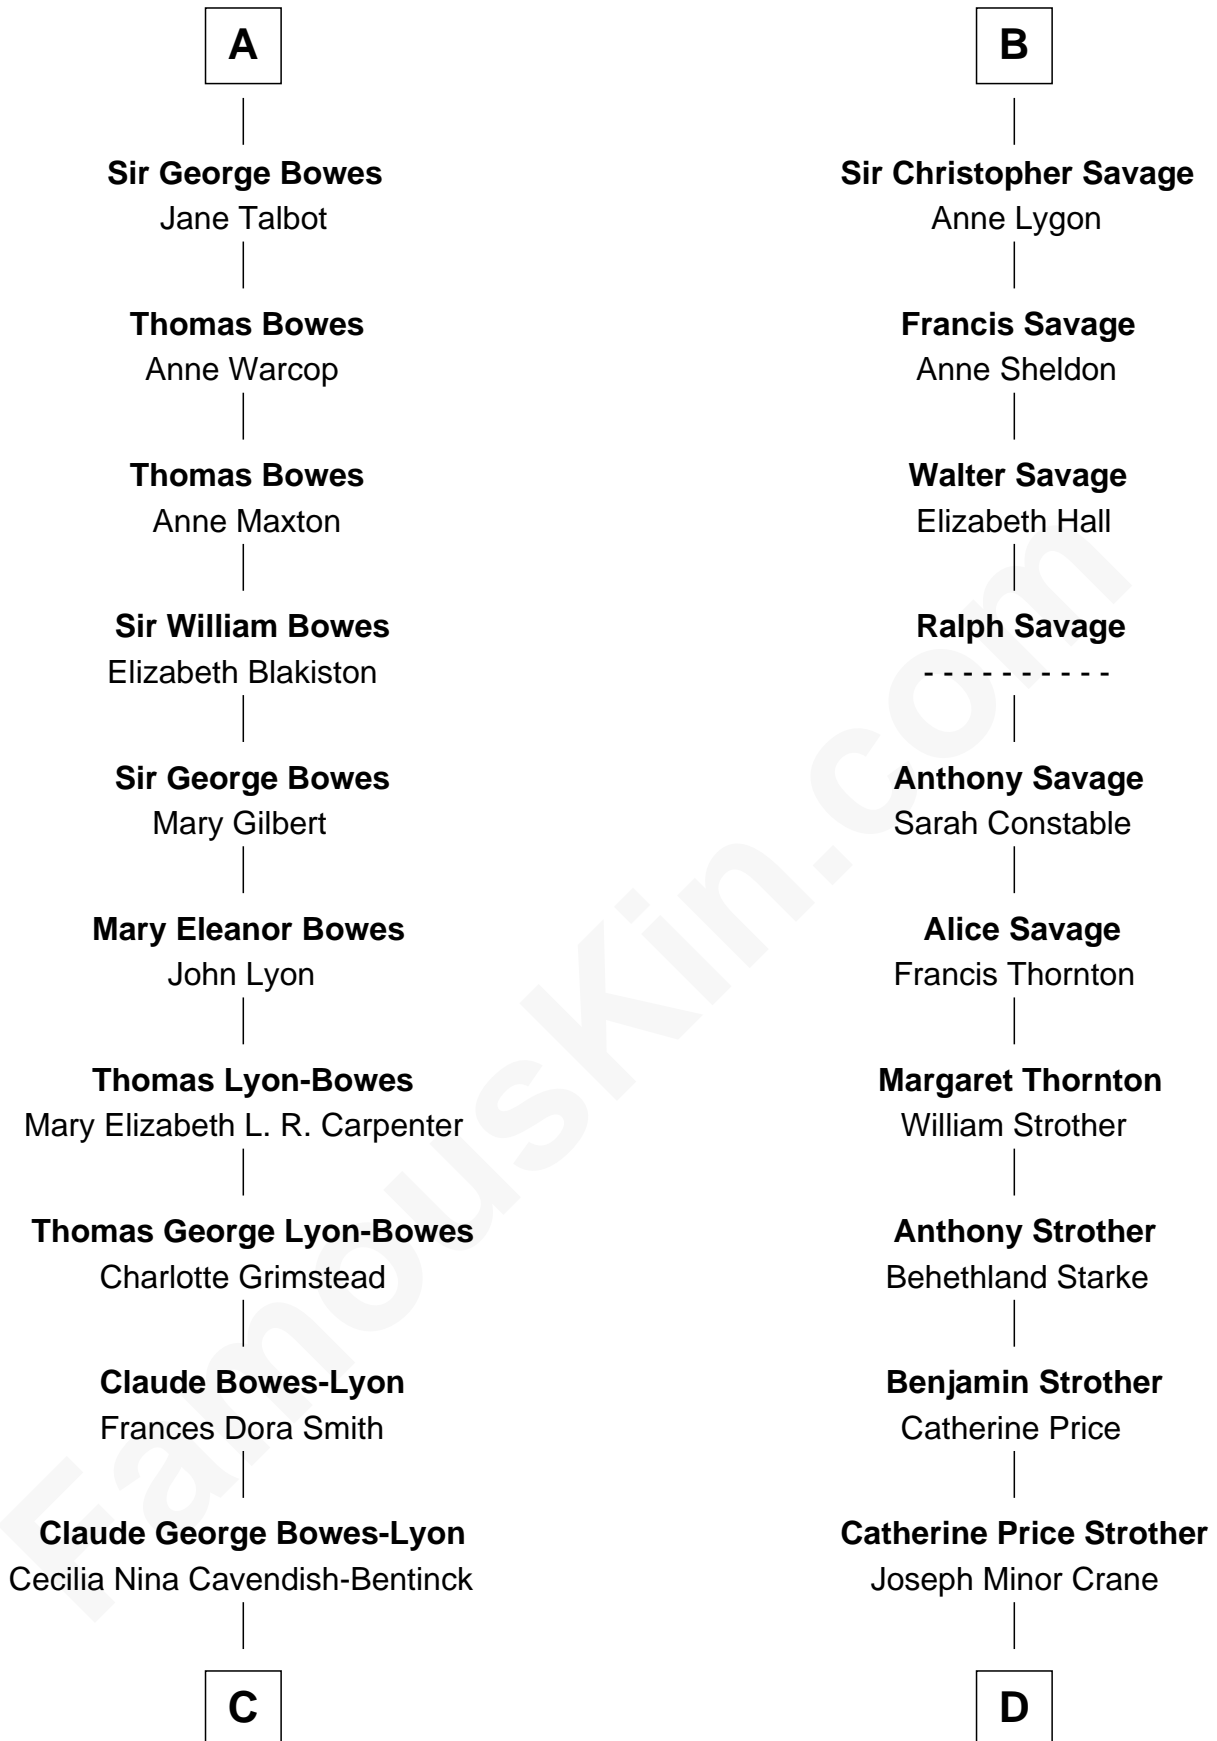 A
Sir George Bowes
Jane Talbot
Thomas Bowes
Anne Warcop
Thomas Bowes
Anne Maxton
Sir William Bowes
Elizabeth Blakiston
Sir George Bowes
Mary Gilbert
Mary Eleanor Bowes
John Lyon
Thomas Lyon-Bowes
Mary Elizabeth L. R. Carpenter
Thomas George Lyon-Bowes
Charlotte Grimstead
Claude Bowes-Lyon
Frances Dora Smith
Claude George Bowes-Lyon
Cecilia Nina Cavendish-Bentinck
C
B
Sir Christopher Savage
Anne Lygon
Francis Savage
Anne Sheldon
Walter Savage
Elizabeth Hall
Ralph Savage
- - - - - - - - - -
Anthony Savage
Sarah Constable
Alice Savage
Francis Thornton
Margaret Thornton
William Strother
Anthony Strother
Behethland Starke
Benjamin Strother
Catherine Price
Catherine Price Strother
Joseph Minor Crane
D
FamousKin.com